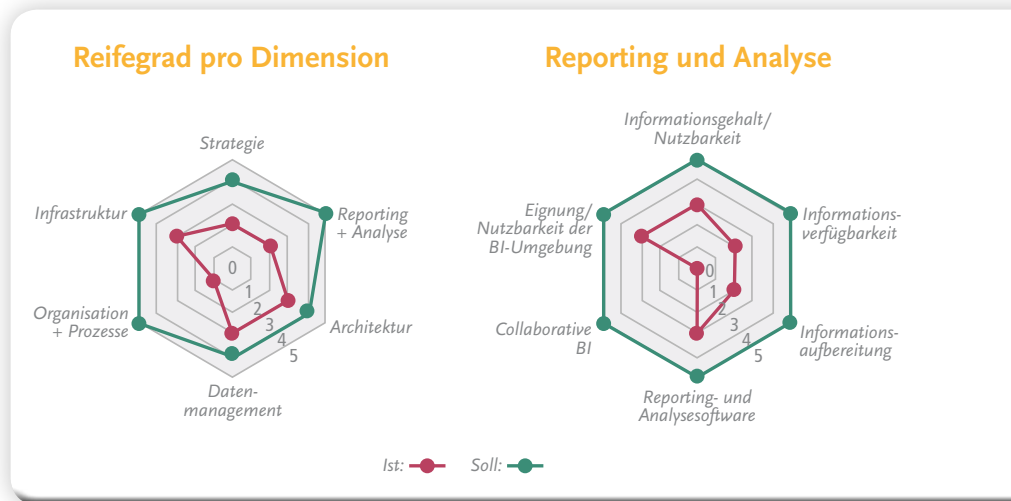 Reifegrad pro Dimension
Strategie
Reporting
+ Analyse
Architektur
Daten-
management
Organisation
+ Prozesse
Infrastruktur
0
1
2
3
4
5
Reporting und Analyse
Informationsgehalt/
Nutzbarkeit
Informations-
verfügbarkeit
Informations-
aufbereitung
Reporting- und
Analysesoftware
Collaborative
BI
Eignung/
Nutzbarkeit der
BI-Umgebung
0
1
2
3
4
5
Ist:
Soll: